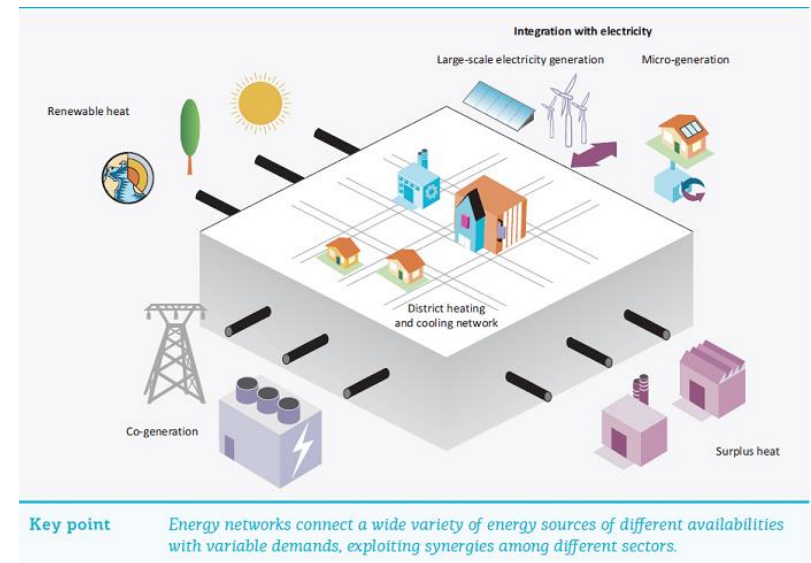 Integration with electricity
Large-scale electricity generation
Micro-generation
Renewable heat
District heating
and cooling network
Co-generation
Surplus heat
Key point
Energy networks connect a wide variety of energy sources of different availabilities
with variable demands, exploiting synergies among different sectors.